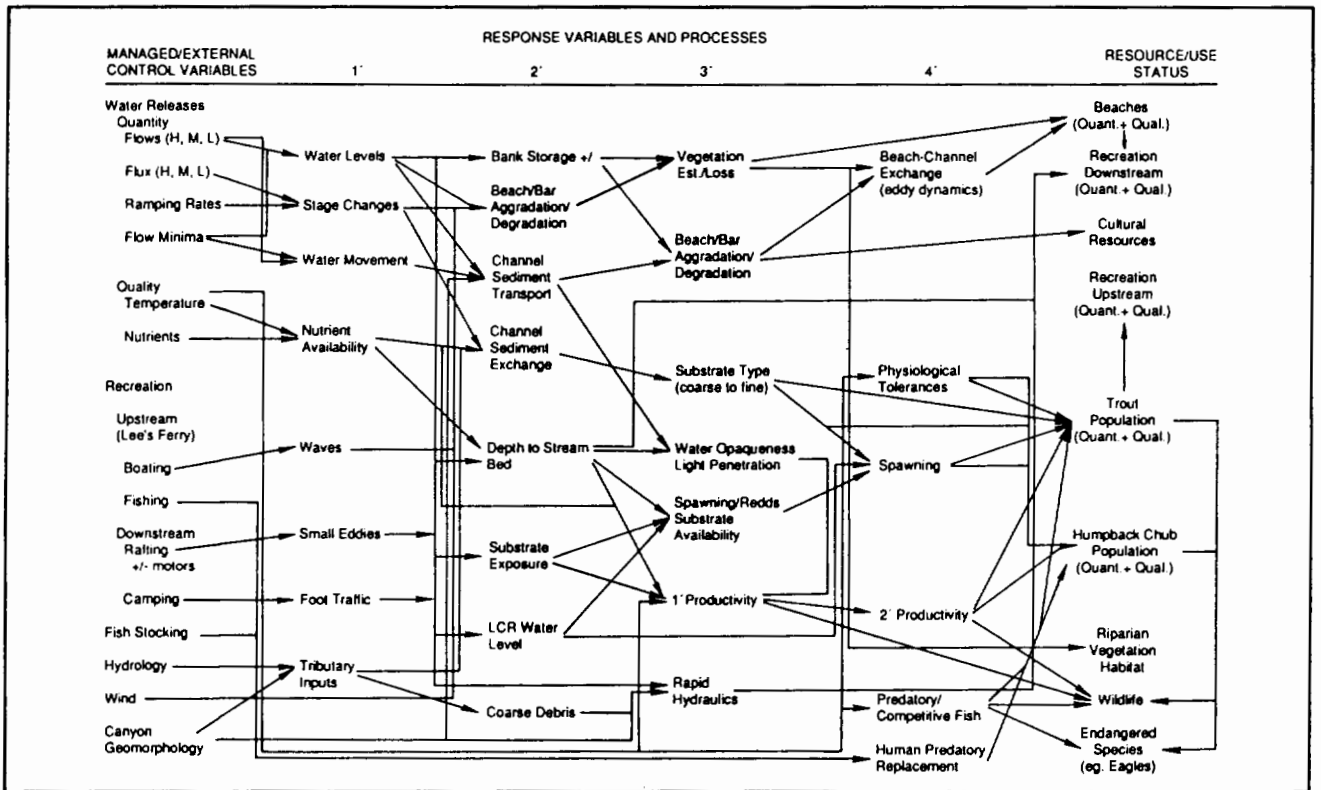 RESPONSE VARIABLES AND PROCESSES
MANAGED/EXTERNAL
CONTROL VARIABLES
1´
2´
3´
4´
RESOURCE/USE
STATUS
Water Releases
Quantity
Flows (H, M, L)
Flux (H, M, L)
Ramping Rates
Flow Minima
Quality
Temperature
Nutrients
Recreation
Upstream
(Lee's Ferry)
Boating
Fishing
Downstream
Rafting
+/- motors
Camping
Fish Stocking
Hydrology
Wind
Canyon
Geomorphology
Water Levels
Stage Changes
Water Movement
Nutrient
Availability
Waves
Small Eddies
Foot Traffic
Tributary
Inputs
Bank Storage +/
Beach/Bar
Aggradation/
Degradation
Channel
Sediment
Transport
Channel
Sediment
Exchange
Depth to Stream
Bed
Substrate
Exposure
LCR Water
Level
Coarse Debris
Vegetation
Est./Loss
Beach/Bar
Aggradation/
Degradation
Substrate Type
(coarse to fine)
Water Opaqueness
Light Penetration
Spawning/Redds
Substrate
Availability
1´ Productivity
Rapid
Hydraulics
Beach-Channel
Exchange
(eddy dynamics)
Physiological
Tolerances
Spawning
2´ Productivity
Predatory/
Competitive Fish
Human Predatory
Replacement
Beaches
(Quant.+ Qual.)
Recreation
Downstream
(Quant.+ Qual.)
Cultural
Resources
Recreation
Upstream
(Quant.+ Qual.)
Trout
Population
(Quant.+ Qual.)
Humpback Chub
Population
(Quant.+ Qual.)
Riparian
Vegetation
Habitat
Wildlife
Endangered
Species
(eg. Eagles)